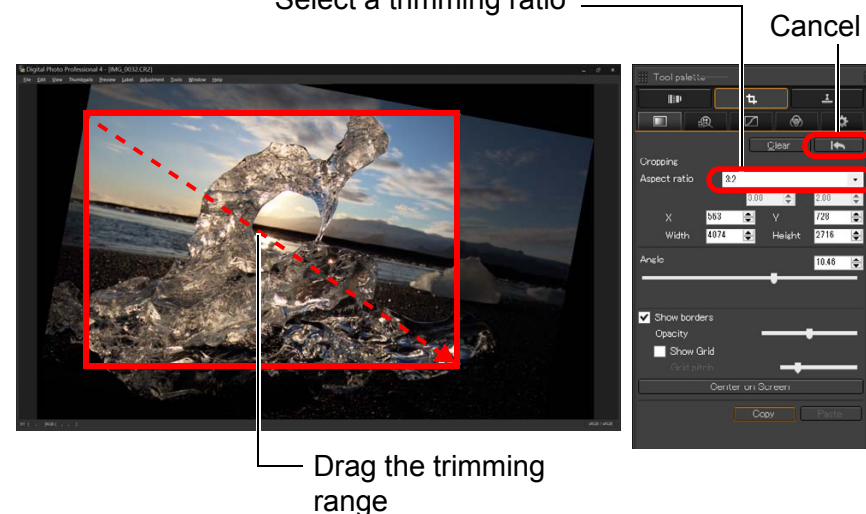 Select a trimming ratio
Cancel
Digital Photo Professional 4 - [IMG_0032.CR2]
File Edit View Thumbnails Preview Label Adjustment Tools Window Help
Tool palette
Clear
Cropping
Aspect ratio 3:2
3.00 2.00
X 563 Y 728
Width 4074 Height 2716
Angle 10.46
Show borders
Opacity
Show Grid
Grid pitch
Center on Screen
Copy Paste
Drag the trimming
range